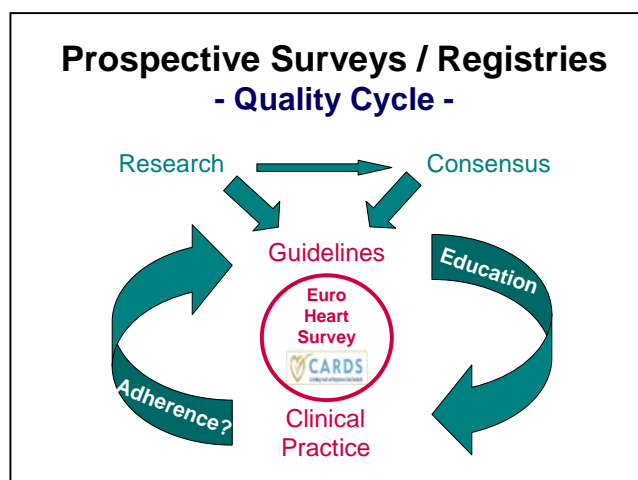 Prospective Surveys / Registries
- Quality Cycle -
Research
Consensus
Guidelines
Education
Euro
Heart
Survey
CARDS
Adherence?
Clinical
Practice